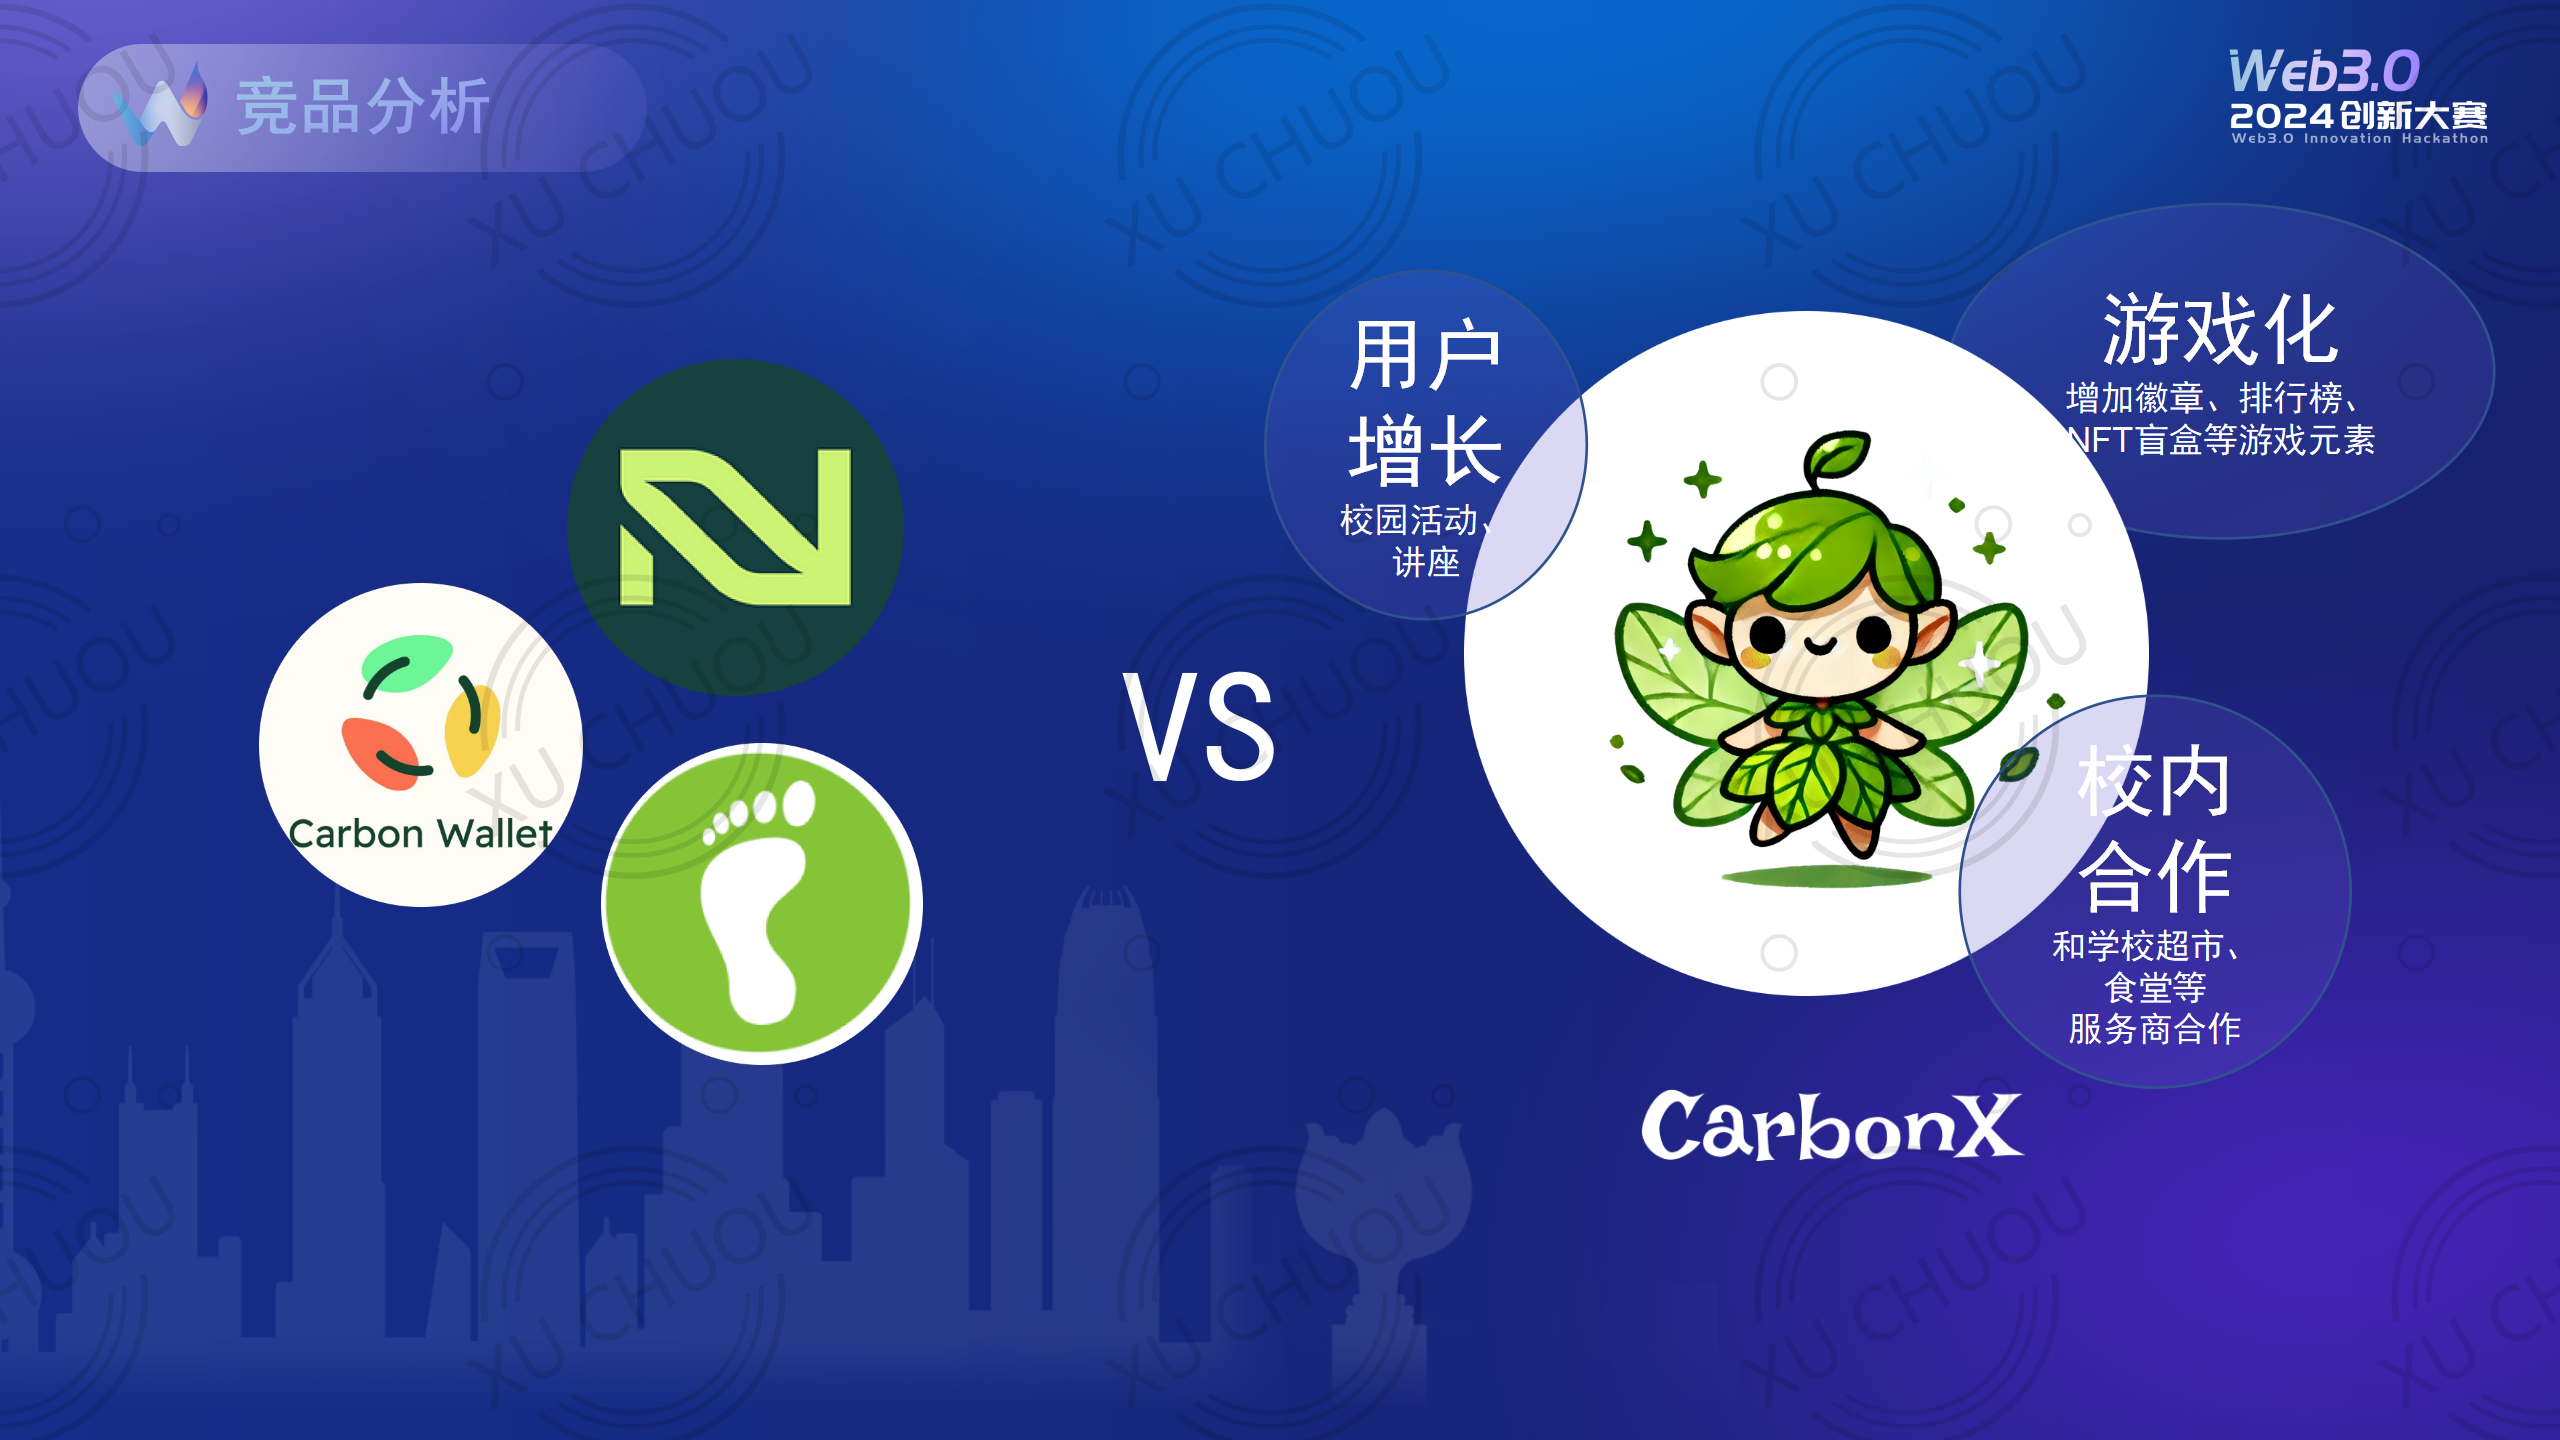 竞品分析
Web3.0
2024创新大赛
Web3.0 Innovation Hackathon
Carbon Wallet
VS
用户
增长
校园活动、
讲座
游戏化
增加徽章、排行榜、
NFT盲盒等游戏元素
校内
合作
和学校超市、
食堂等
服务商合作
CarbonX
XU CHUOU